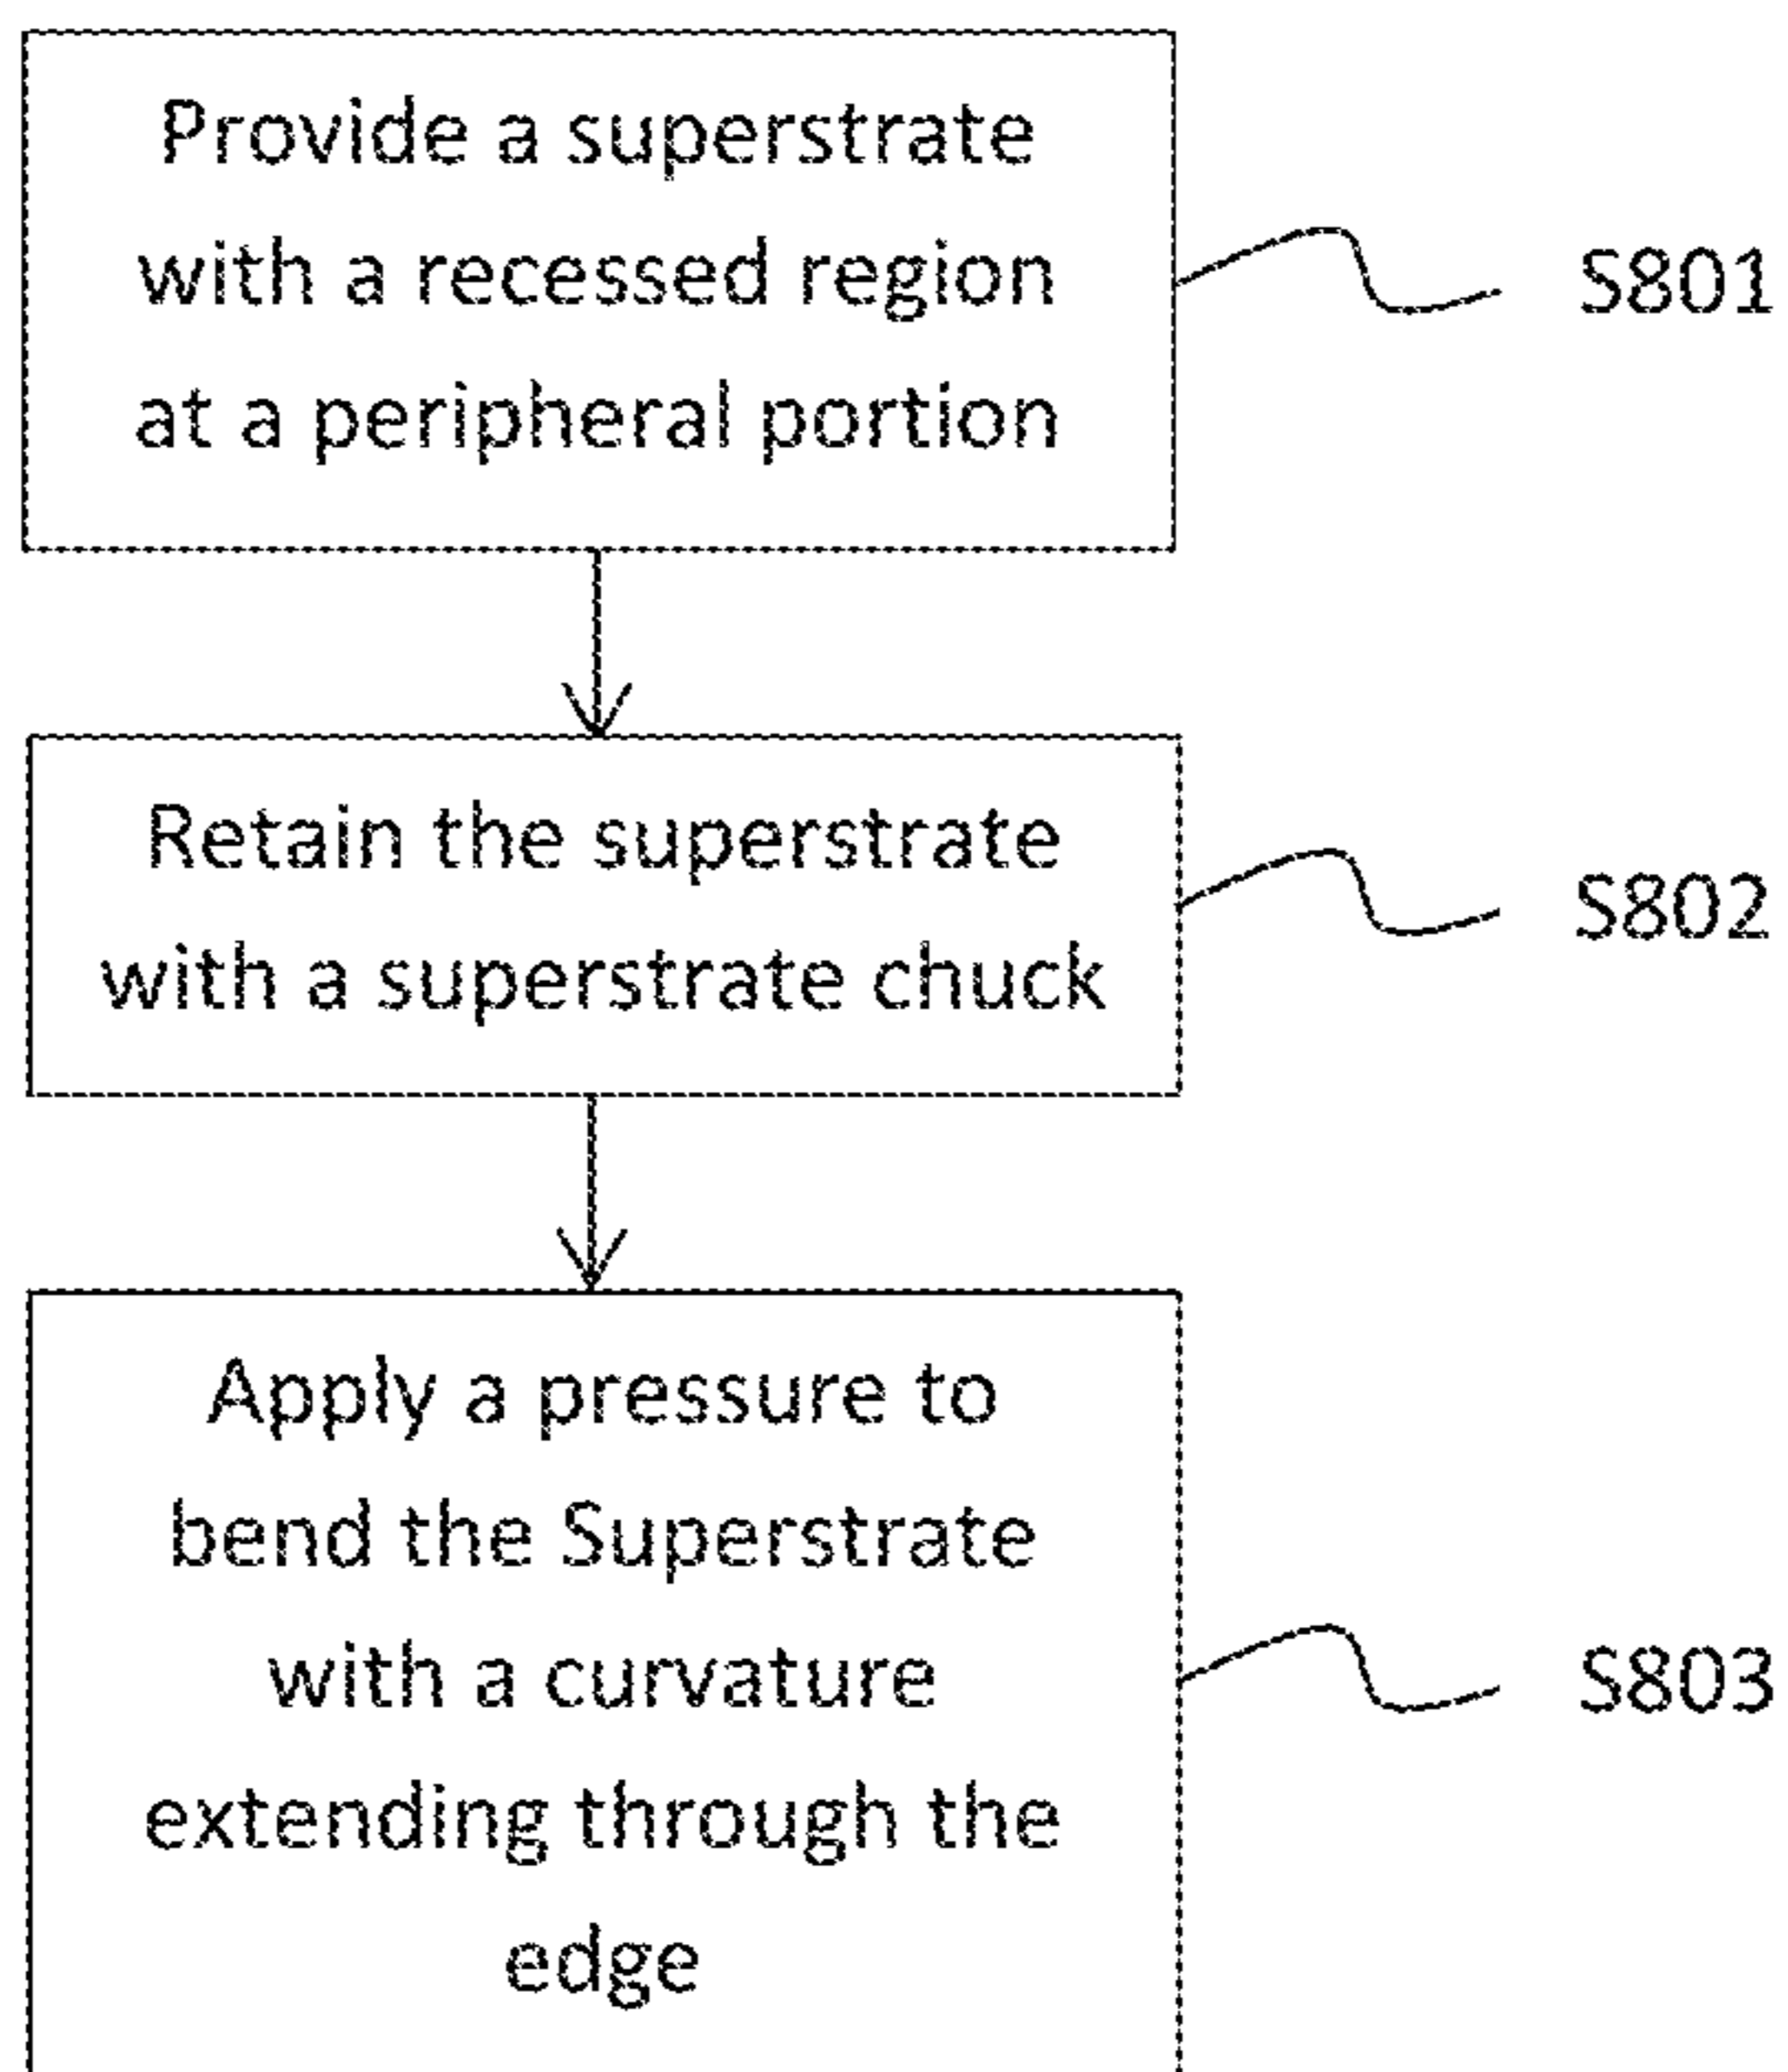 Provide a superstrate
with a recessed region
at a peripheral portion
S801
Retain the superstrate
with a superstrate chuck
S802
Apply a pressure to
bend the Superstrate
with a curvature
extending through the
edge
S803